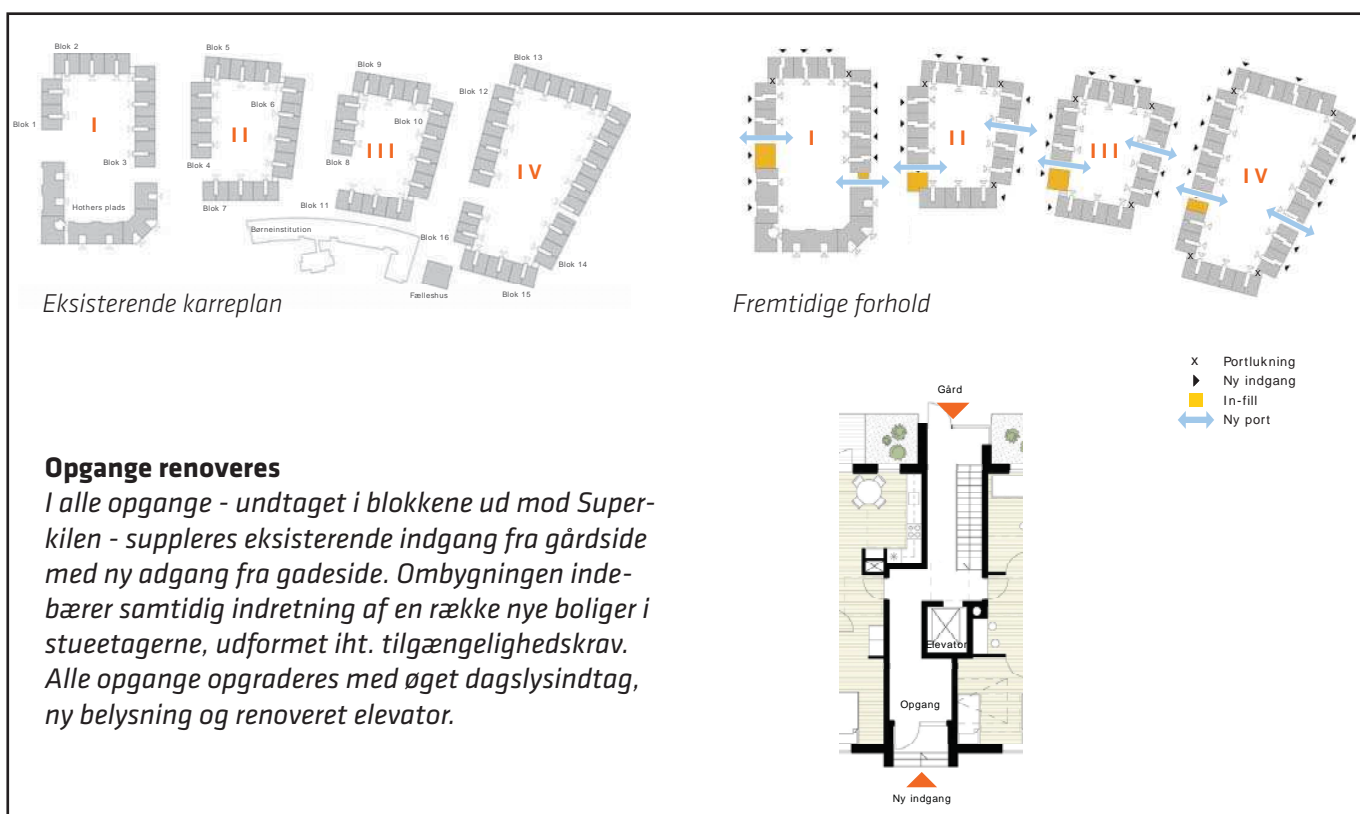 Blok 2
Blok 5
Blok 9
Blok 13
Blok 12
Blok 6
Blok 10
Blok 1
I
II
III
IV
Blok 3
Blok 4
Blok 8
Blok 7
Blok 11
Hothers plads
Børneinstitution
Blok 16
Blok 14
Fælleshus
Blok 15
Eksisterende karreplan
x x x x x x x x
I
II
III
IV
x x x x
Fremtidige forhold
x Portlukning
Ny indgang
In-fill
Ny port
Opgange renoveres
I alle opgange - undtaget i blokkene ud mod Super-
kilen - suppleres eksisterende indgang fra gårdside
med ny adgang fra gadeside. Ombygningen inde-
bærer samtidig indretning af en række nye boliger i
stueetagerne, udformet iht. tilgængelighedskrav.
Alle opgange opgraderes med øget dagslysindtag,
ny belysning og renoveret elevator.
Gård
Elevator
Opgang
Ny indgang